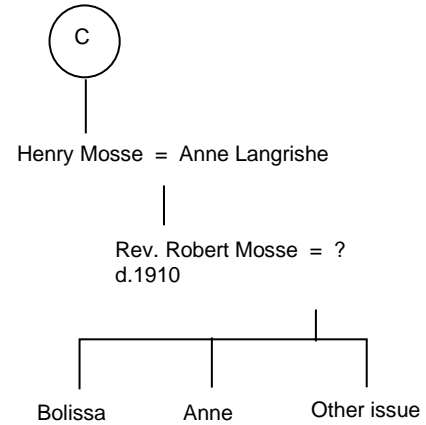 C
Henry Mosse = Anne Langrishe
Rev. Robert Mosse = ?
d.1910
Bolissa Anne Other issue